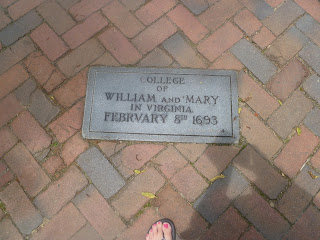 COLLEGE
OF
WILLIAM AND MARY
IN VIRGINIA
FEBRUARY 8TH 1693